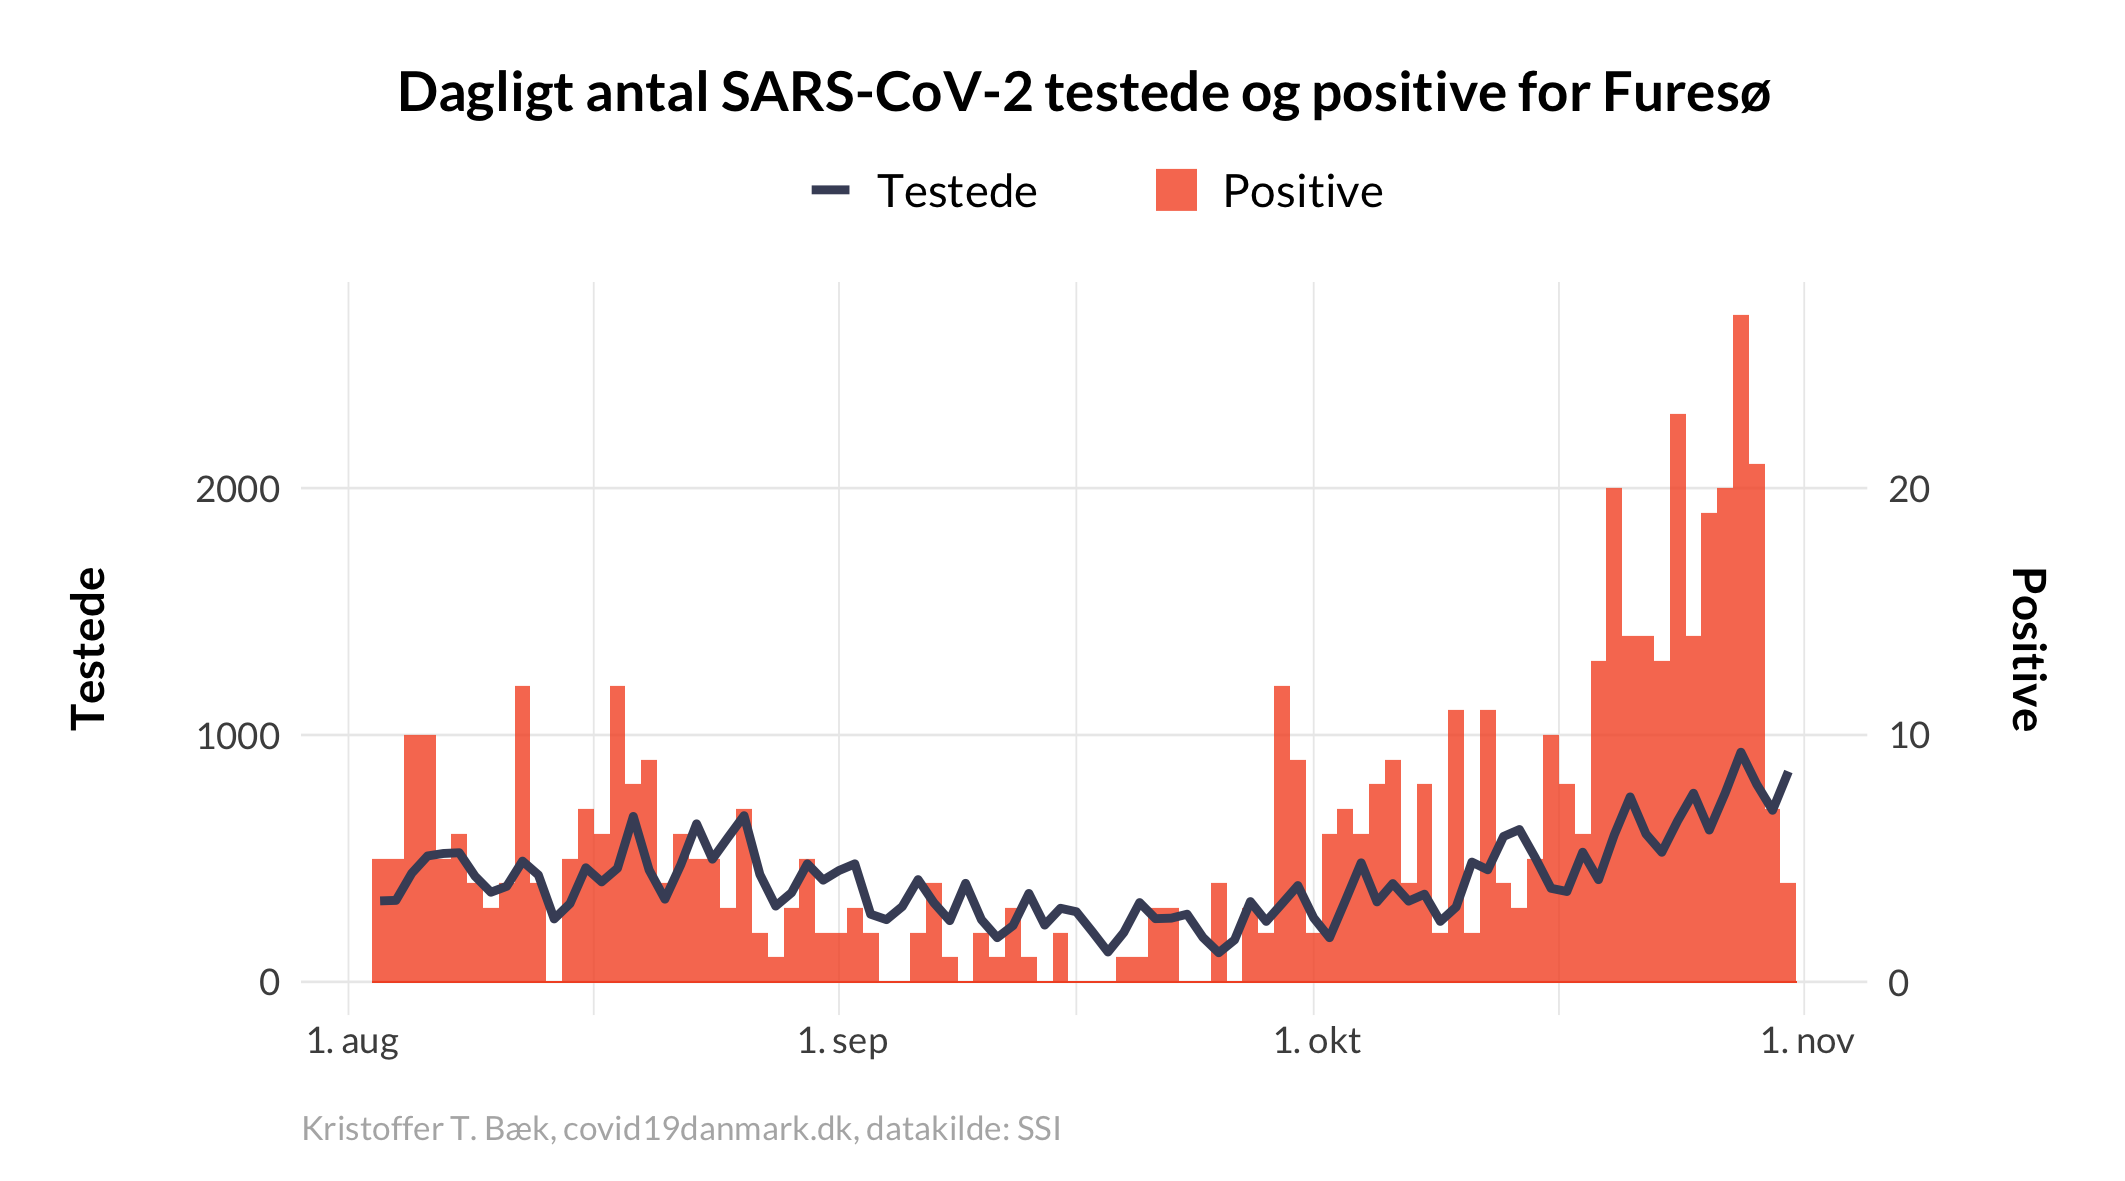 Dagligt antal SARS-CoV-2 testede og positive for Furesø
Testede
Positive
Testede
2000
1000
0
20
10
0
Positive
1. aug
1. sep
1. okt
1. nov
Kristoffer T. Bæk, covid19danmark.dk, datakilde: SSI